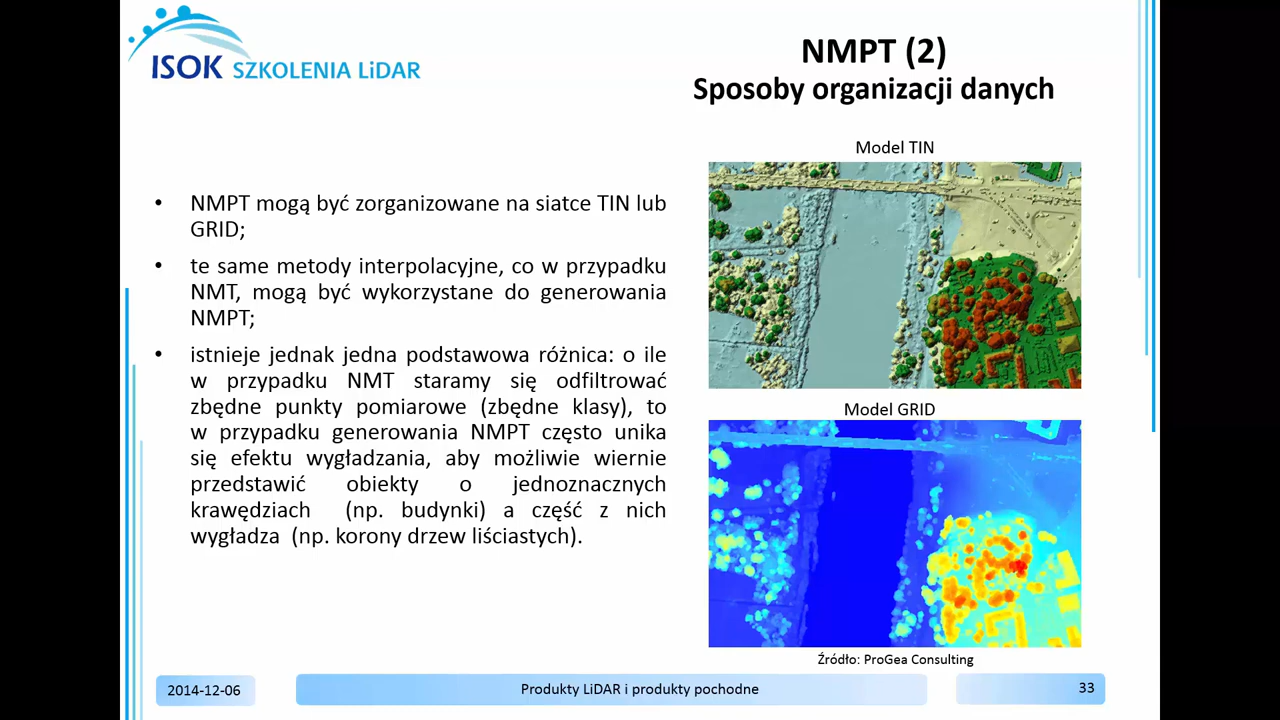 ISOK SZKOLENIA LiDAR
NMPT (2)
Sposoby organizacji danych
• NMPT mogą być zorganizowane na siatce TIN lub
GRID;
• te same metody interpolacyjne, co w przypadku
NMT, mogą być wykorzystane do generowania
NMPT;
• istnieje jednak jedna podstawowa różnica: o ile
w przypadku NMT staramy się odfiltrować
zbędne punkty pomiarowe (zbędne klasy), to
w przypadku generowania NMPT często unika
się efektu wygładzania, aby możliwie wiernie
przedstawić obiekty o jednoznacznych
krawędziach (np. budynki) a część z nich
wygładza (np. korony drzew liściastych).
Model TIN
Model GRID
Źródło: ProGea Consulting
2014-12-06
Produkty LiDAR i produkty pochodne
33